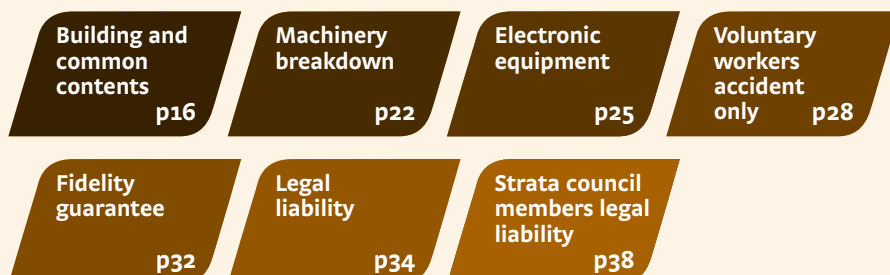 Building and
common
contents
p16
Machinery
breakdown
p22
Electronic
equipment
p25
Voluntary
workers
accident
only p28
Fidelity
guarantee
p32
Legal
liability
p34
Strata council
members legal
liability
p38